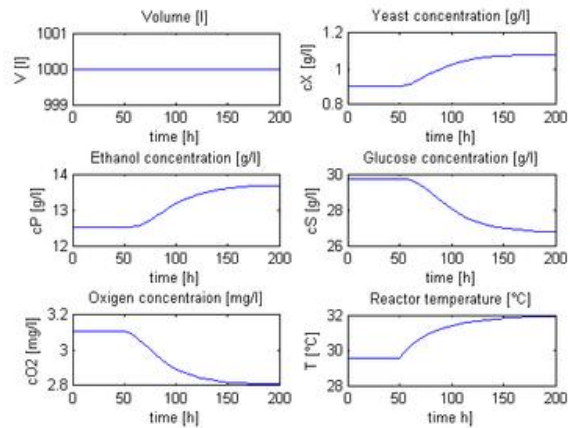 Volume [l]
1001
1000
999
V [l]
0 50 100 150 200
time [h]
Yeast concentration [g/l]
1.2
1
0.8
cX [g/l]
0 50 100 150 200
time [h]
Ethanol concentration [g/l]
14
13
12
cP [g/l]
0 50 100 150 200
time [h]
Glucose concentration [g/l]
30
28
26
cS [g/l]
0 50 100 150 200
time [h]
Oxigen concentraion [mg/l]
3.2
3
2.8
cO2 [mg/l]
0 50 100 150 200
time [h]
Reactor temperature [°C]
32
30
28
T [°C]
0 50 100 150 200
time h]